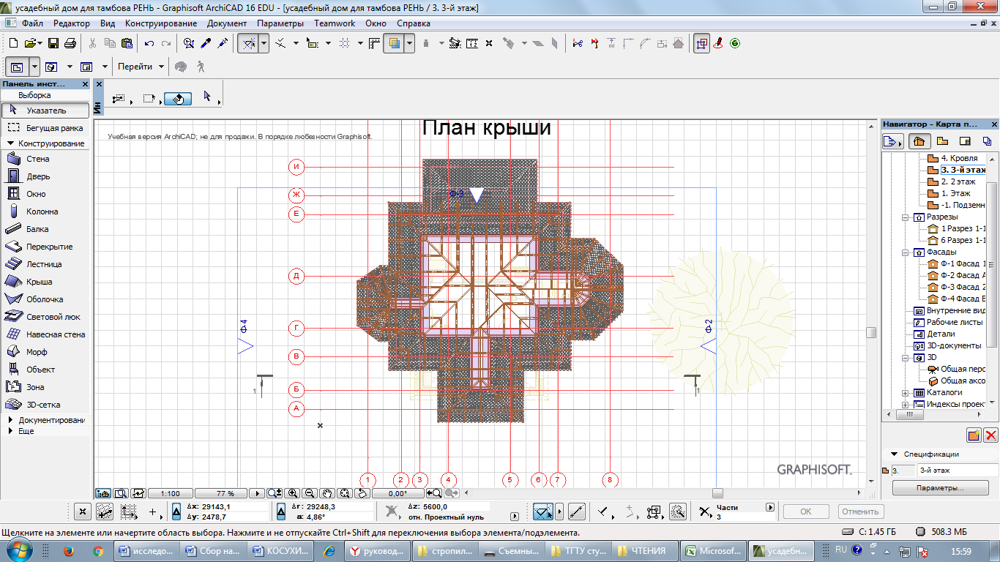 усадебный дом для тамбова РЕНЬ - Graphisoft ArchiCAD 16 EDU - [усадебный дом для тамбова РЕНЬ / 3. 3-й этаж]
Файл Редактор Вид Конструирование Документ Параметры Teamwork Окно Справка
Перейти
Панель инст...
Выборка
Указатель
Бегущая рамка
Конструирование
Стена
Дверь
Окно
Колонна
Балка
Перекрытие
Лестница
Крыша
Оболочка
Световой люк
Навесная стена
Морф
Объект
Зона
3D-сетка
Документировани
Еще
Ин
План крыши
Учебная версия ArchiCAD; не для продажи. В порядке любезности Graphisoft.
И
Ж
Е
Д
Г
В
Б
А
Ф-3
Ф-4
Ф-2
1
1
1 2 3 4 5 6 7 8
GRAPHISOFT.
Навигатор - Карта п...
4. Кровля
3. 3-й этаж
2. 2 этаж
1. Этаж
-1. Подземн
Разрезы
1 Разрез 1-1
6 Разрез 1-1
Фасады
Ф-1 Фасад 1
Ф-2 Фасад А
Ф-3 Фасад 2
Ф-4 Фасад Е
Внутренние вид
Рабочие листы
Детали
3D-документы
3D
Общая перс
Общая аксо
Каталоги
Индексы проект
Спецификации
3. 3-й этаж
Параметры...
1:100 77 % 0,00°
Δx: 29143,1
Δy: 2478,7
Δr: 29248,3
a: 4,86°
Δz: 5600,0
отн. Проектный нуль
Части
3
OK Отменить
Щелкните на элементе или начертите область выбора. Нажмите и не отпускайте Ctrl+Shift для переключения выбора элемента/подэлемента.
C: 1.45 ГБ 508.3 МБ
исследо... Сбор на... КОСУХИ... руковод... стропил... Съемны... ТГТУ сту... ЧТЕНИЯ Microsof... усадебн...
RU 15:59